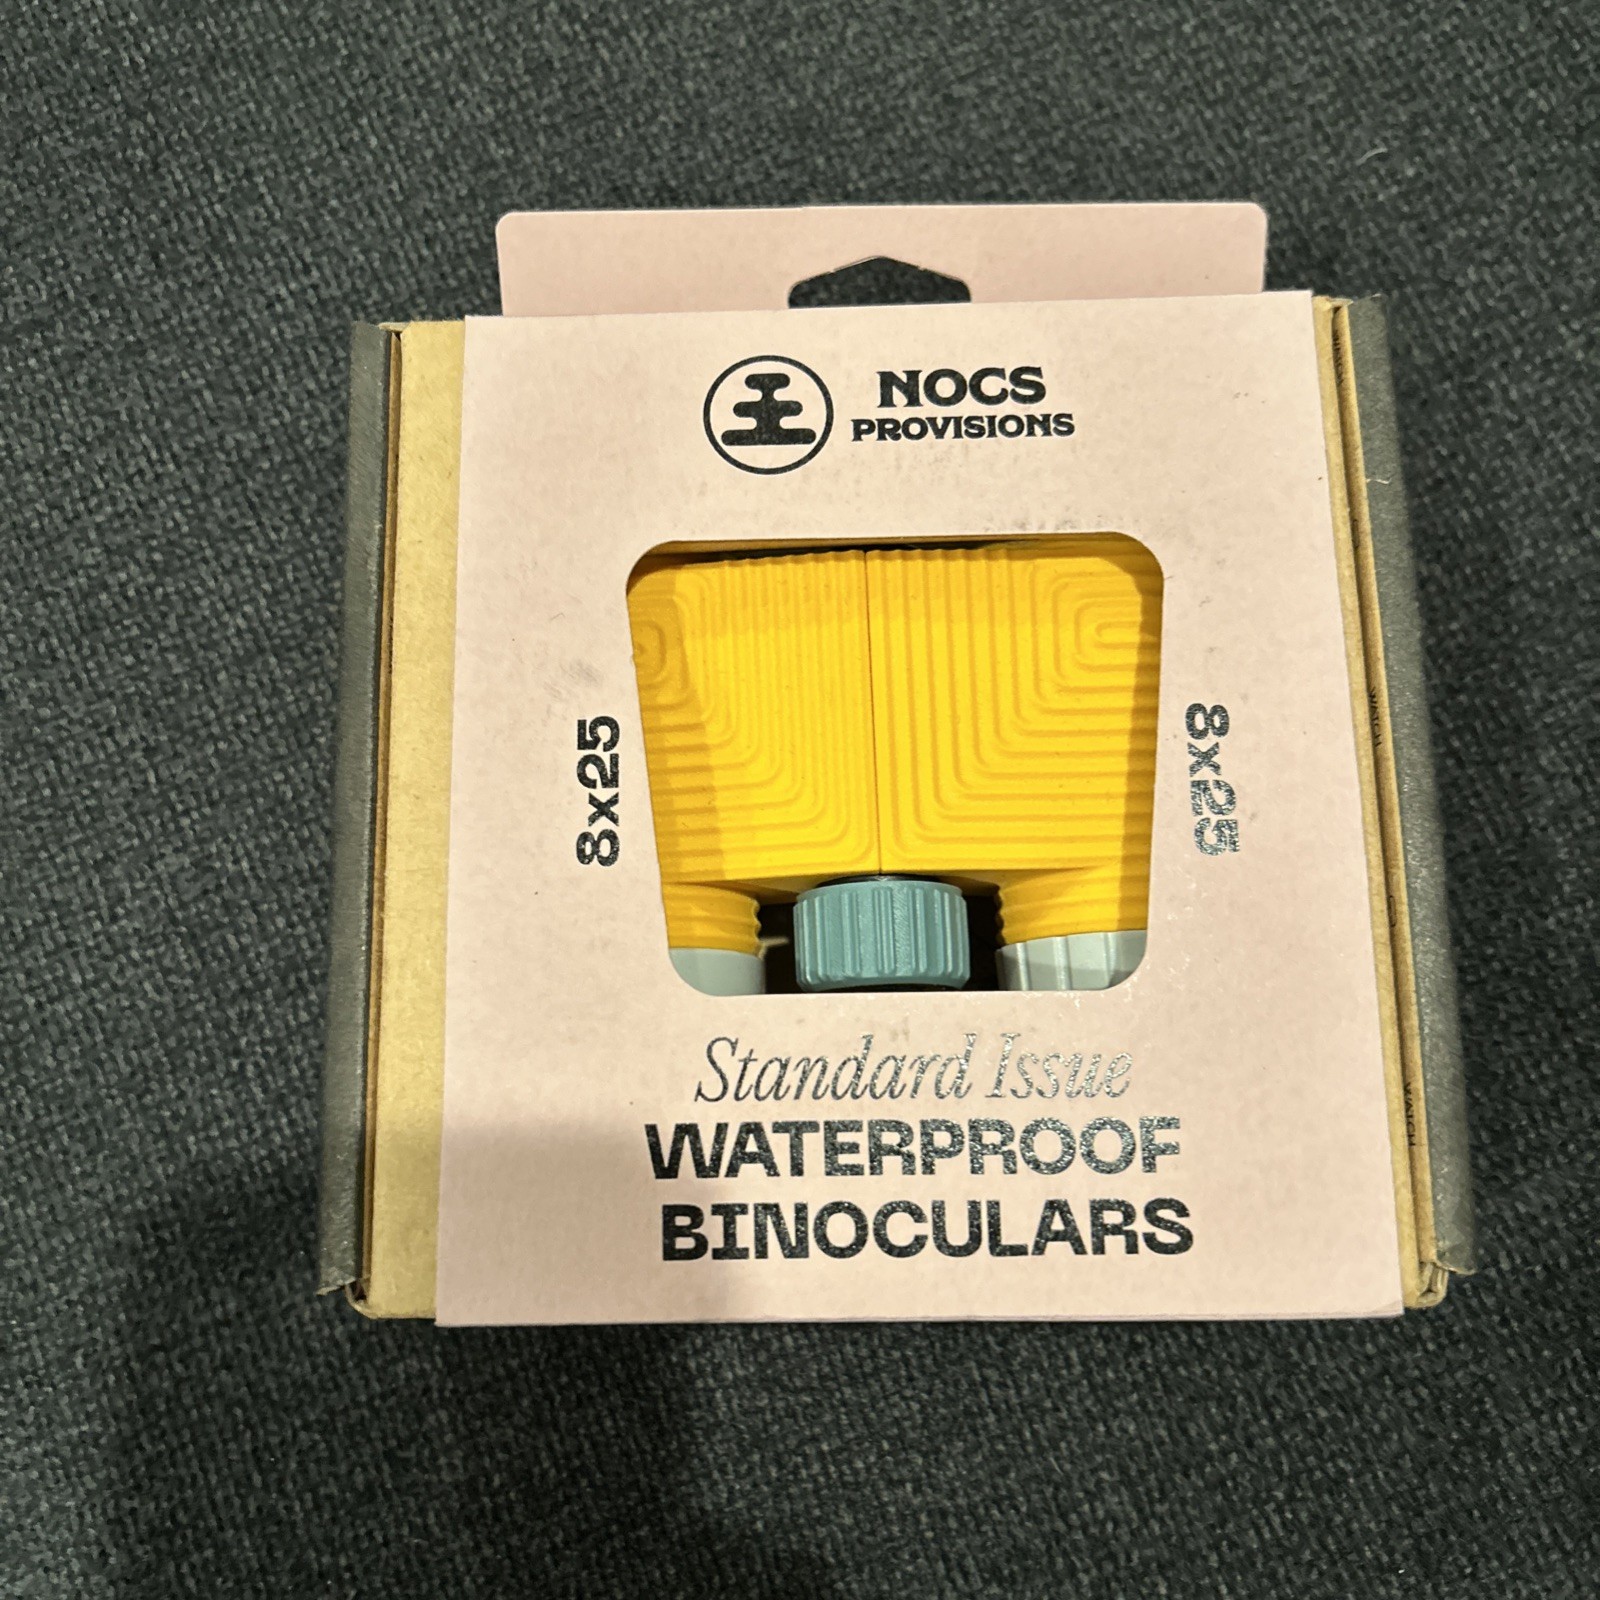 NOCS
PROVISIONS
8x25
8x25
Standard Issue
WATERPROOF
BINOCULARS